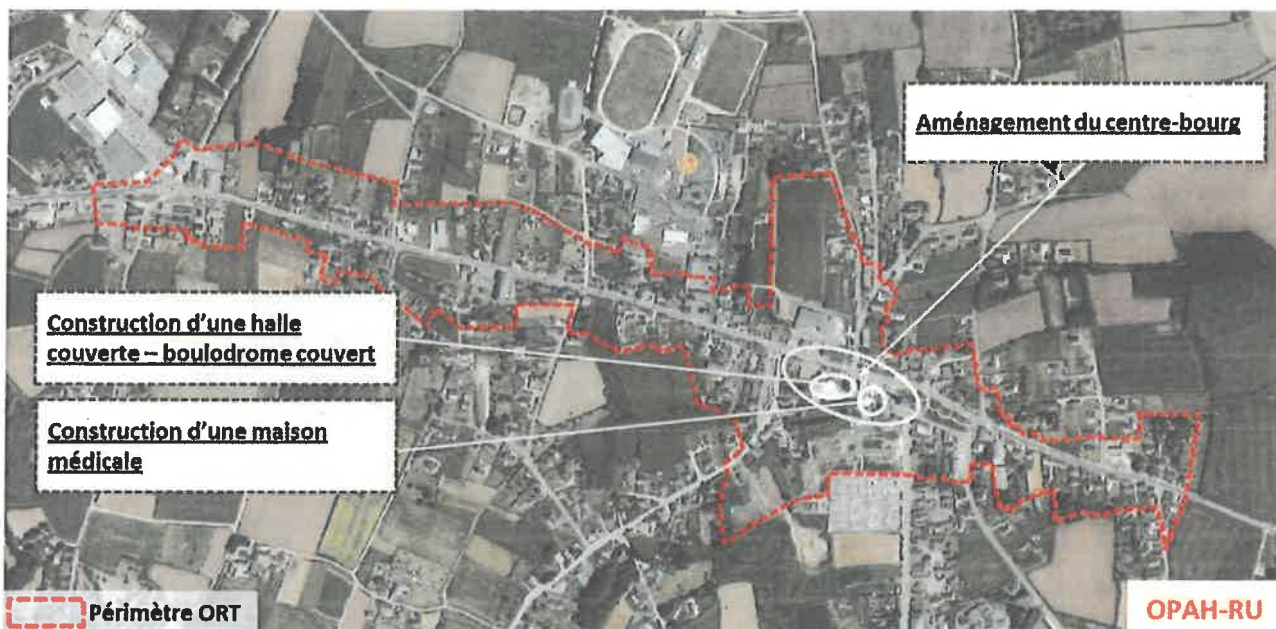 Aménagement du centre-bourg
Construction d'une halle
couverte – boulodrome couvert
Construction d'une maison
médicale
Périmètre ORT
OPAH-RU